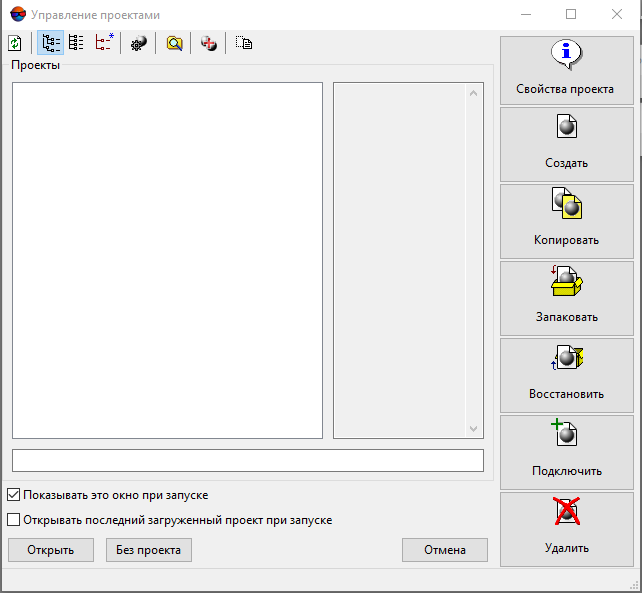 Управление проектами
Проекты
Свойства проекта
Создать
Копировать
Запаковать
Восстановить
Подключить
Удалить
Показывать это окно при запуске
Открывать последний загруженный проект при запуске
Открыть
Без проекта
Отмена